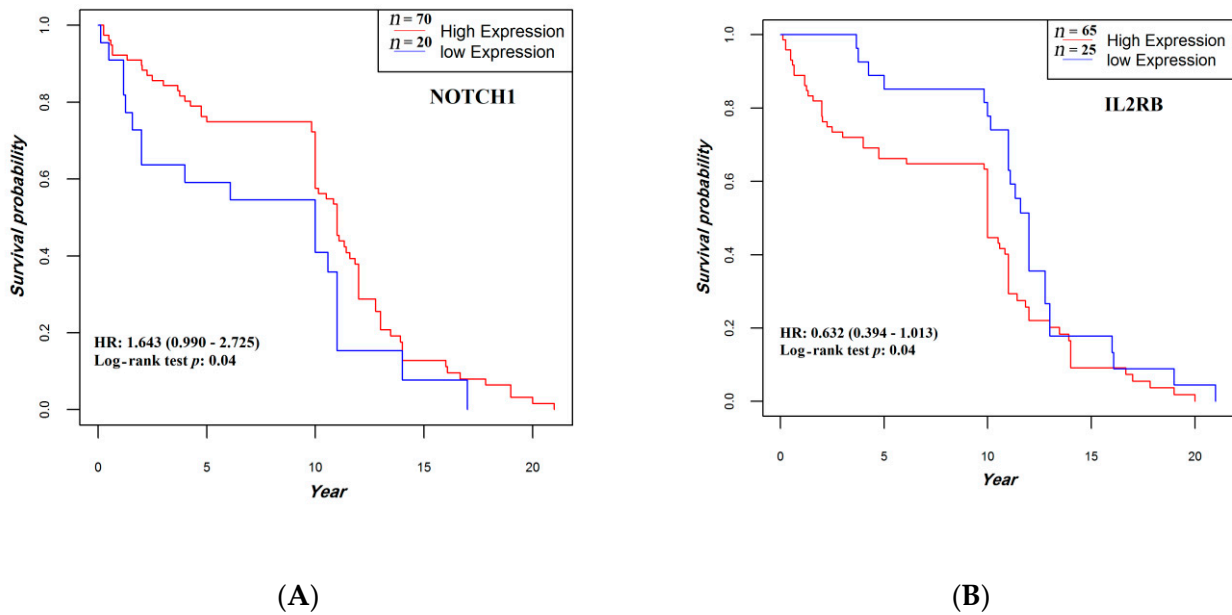 n = 70 High Expression
n = 20 low Expression
NOTCH1
Survival probability
1.0
0.8
0.6
0.4
0.2
0.0
HR: 1.643 (0.990 - 2.725)
Log-rank test p: 0.04
0 5 10 15 20
Year
(A)
n = 65 High Expression
n = 25 low Expression
IL2RB
Survival probability
1.0
0.8
0.6
0.4
0.2
0.0
HR: 0.632 (0.394 - 1.013)
Log-rank test p: 0.04
0 5 10 15 20
Year
(B)